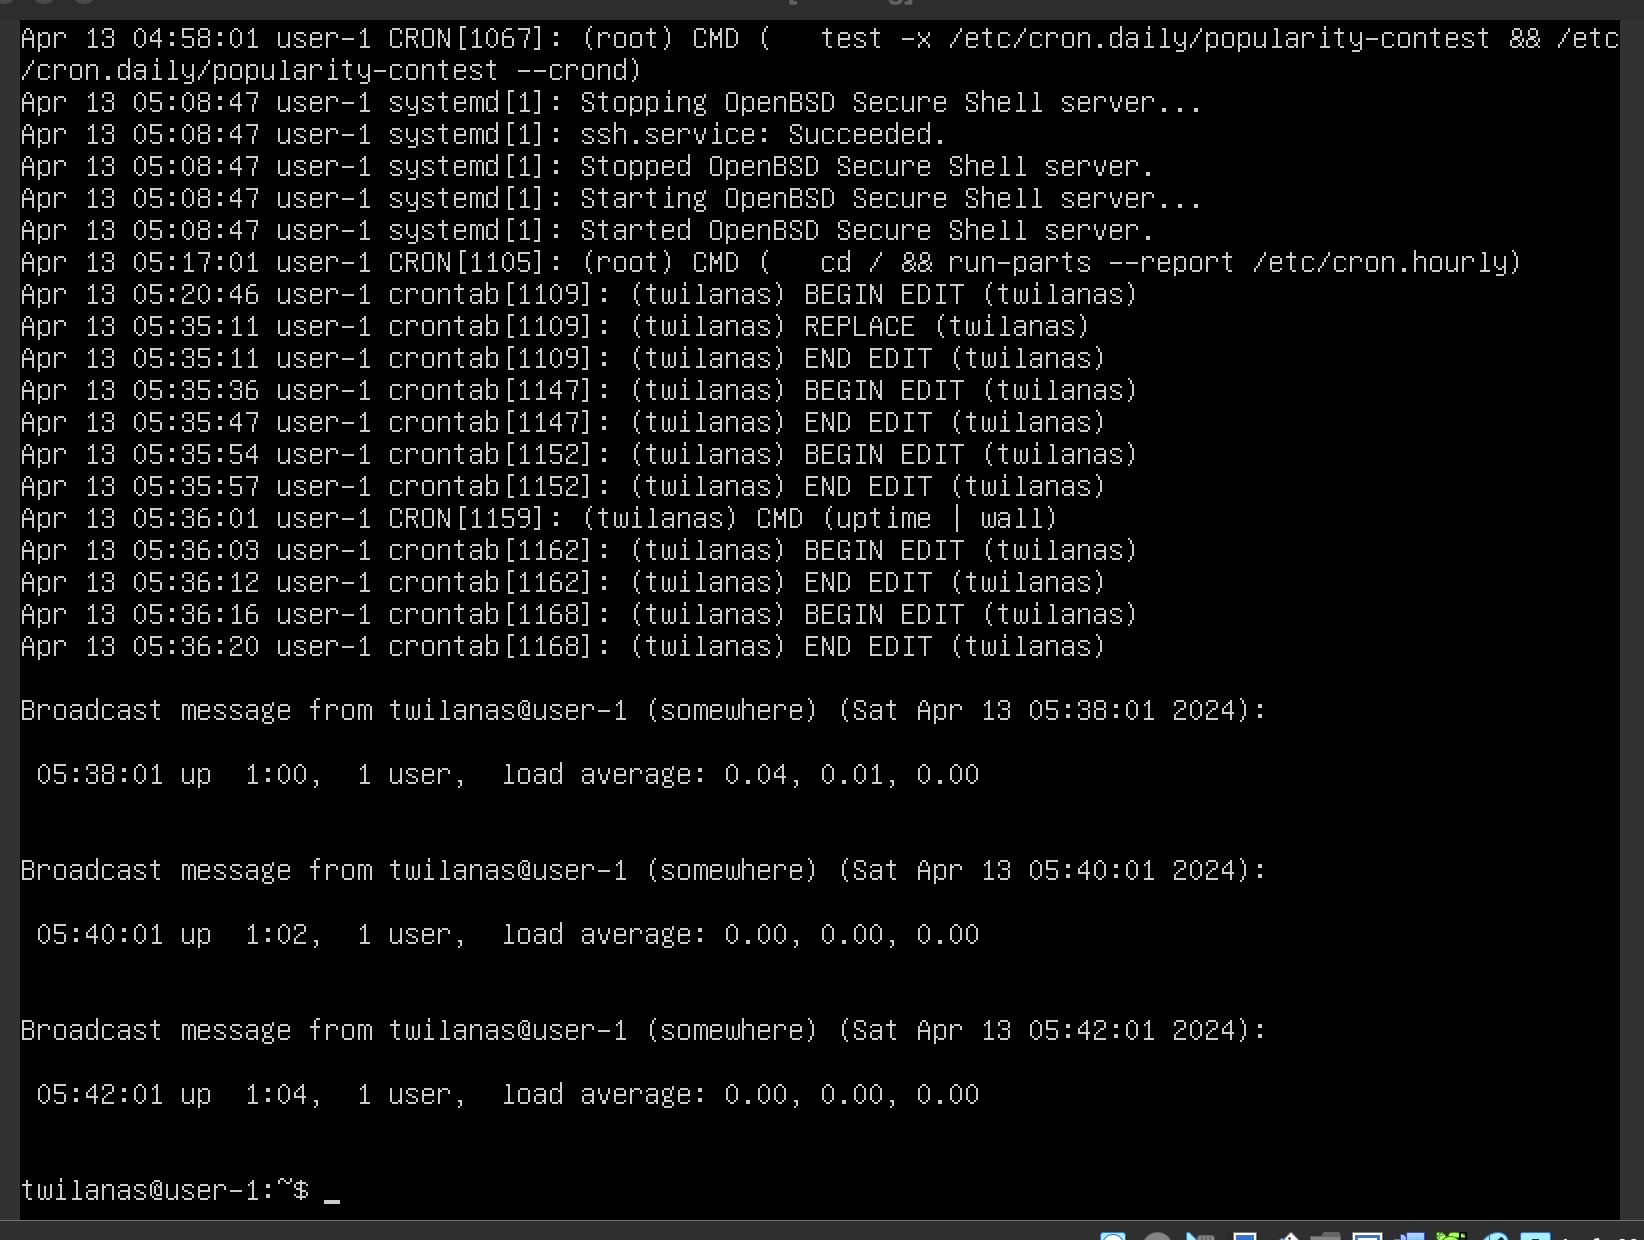 Apr 13 04:58:01 user-1 CRON[1067]: (root) CMD (   test -x /etc/cron.daily/popularity-contest && /etc
/cron.daily/popularity-contest --crond)
Apr 13 05:08:47 user-1 systemd[1]: Stopping OpenBSD Secure Shell server...
Apr 13 05:08:47 user-1 systemd[1]: ssh.service: Succeeded.
Apr 13 05:08:47 user-1 systemd[1]: Stopped OpenBSD Secure Shell server.
Apr 13 05:08:47 user-1 systemd[1]: Starting OpenBSD Secure Shell server...
Apr 13 05:08:47 user-1 systemd[1]: Started OpenBSD Secure Shell server.
Apr 13 05:17:01 user-1 CRON[1105]: (root) CMD (   cd / && run-parts --report /etc/cron.hourly)
Apr 13 05:20:46 user-1 crontab[1109]: (twilanas) BEGIN EDIT (twilanas)
Apr 13 05:35:11 user-1 crontab[1109]: (twilanas) REPLACE (twilanas)
Apr 13 05:35:11 user-1 crontab[1109]: (twilanas) END EDIT (twilanas)
Apr 13 05:35:36 user-1 crontab[1147]: (twilanas) BEGIN EDIT (twilanas)
Apr 13 05:35:47 user-1 crontab[1147]: (twilanas) END EDIT (twilanas)
Apr 13 05:35:54 user-1 crontab[1152]: (twilanas) BEGIN EDIT (twilanas)
Apr 13 05:35:57 user-1 crontab[1152]: (twilanas) END EDIT (twilanas)
Apr 13 05:36:01 user-1 CRON[1159]: (twilanas) CMD (uptime | wall)
Apr 13 05:36:03 user-1 crontab[1162]: (twilanas) BEGIN EDIT (twilanas)
Apr 13 05:36:12 user-1 crontab[1162]: (twilanas) END EDIT (twilanas)
Apr 13 05:36:16 user-1 crontab[1168]: (twilanas) BEGIN EDIT (twilanas)
Apr 13 05:36:20 user-1 crontab[1168]: (twilanas) END EDIT (twilanas)
Broadcast message from twilanas@user-1 (somewhere) (Sat Apr 13 05:38:01 2024):
05:38:01 up  1:00,  1 user,  load average: 0.04, 0.01, 0.00
Broadcast message from twilanas@user-1 (somewhere) (Sat Apr 13 05:40:01 2024):
05:40:01 up  1:02,  1 user,  load average: 0.00, 0.00, 0.00
Broadcast message from twilanas@user-1 (somewhere) (Sat Apr 13 05:42:01 2024):
05:42:01 up  1:04,  1 user,  load average: 0.00, 0.00, 0.00
twilanas@user-1:~$ _